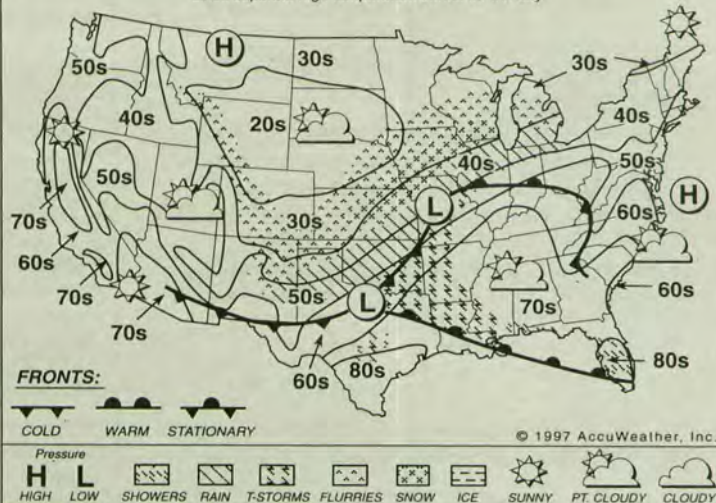 H
30s
50s
30s
40s
20s
40s
50s
40s
50s
L
60s
H
30s
70s
60s
70s
50s
L
70s
60s
70s
60s
80s
80s
FRONTS:
COLD WARM STATIONARY
© 1997 AccuWeather, Inc.
Pressure
H L
HIGH LOW SHOWERS RAIN T-STORMS FLURRIES SNOW ICE SUNNY PT. CLOUDY CLOUDY